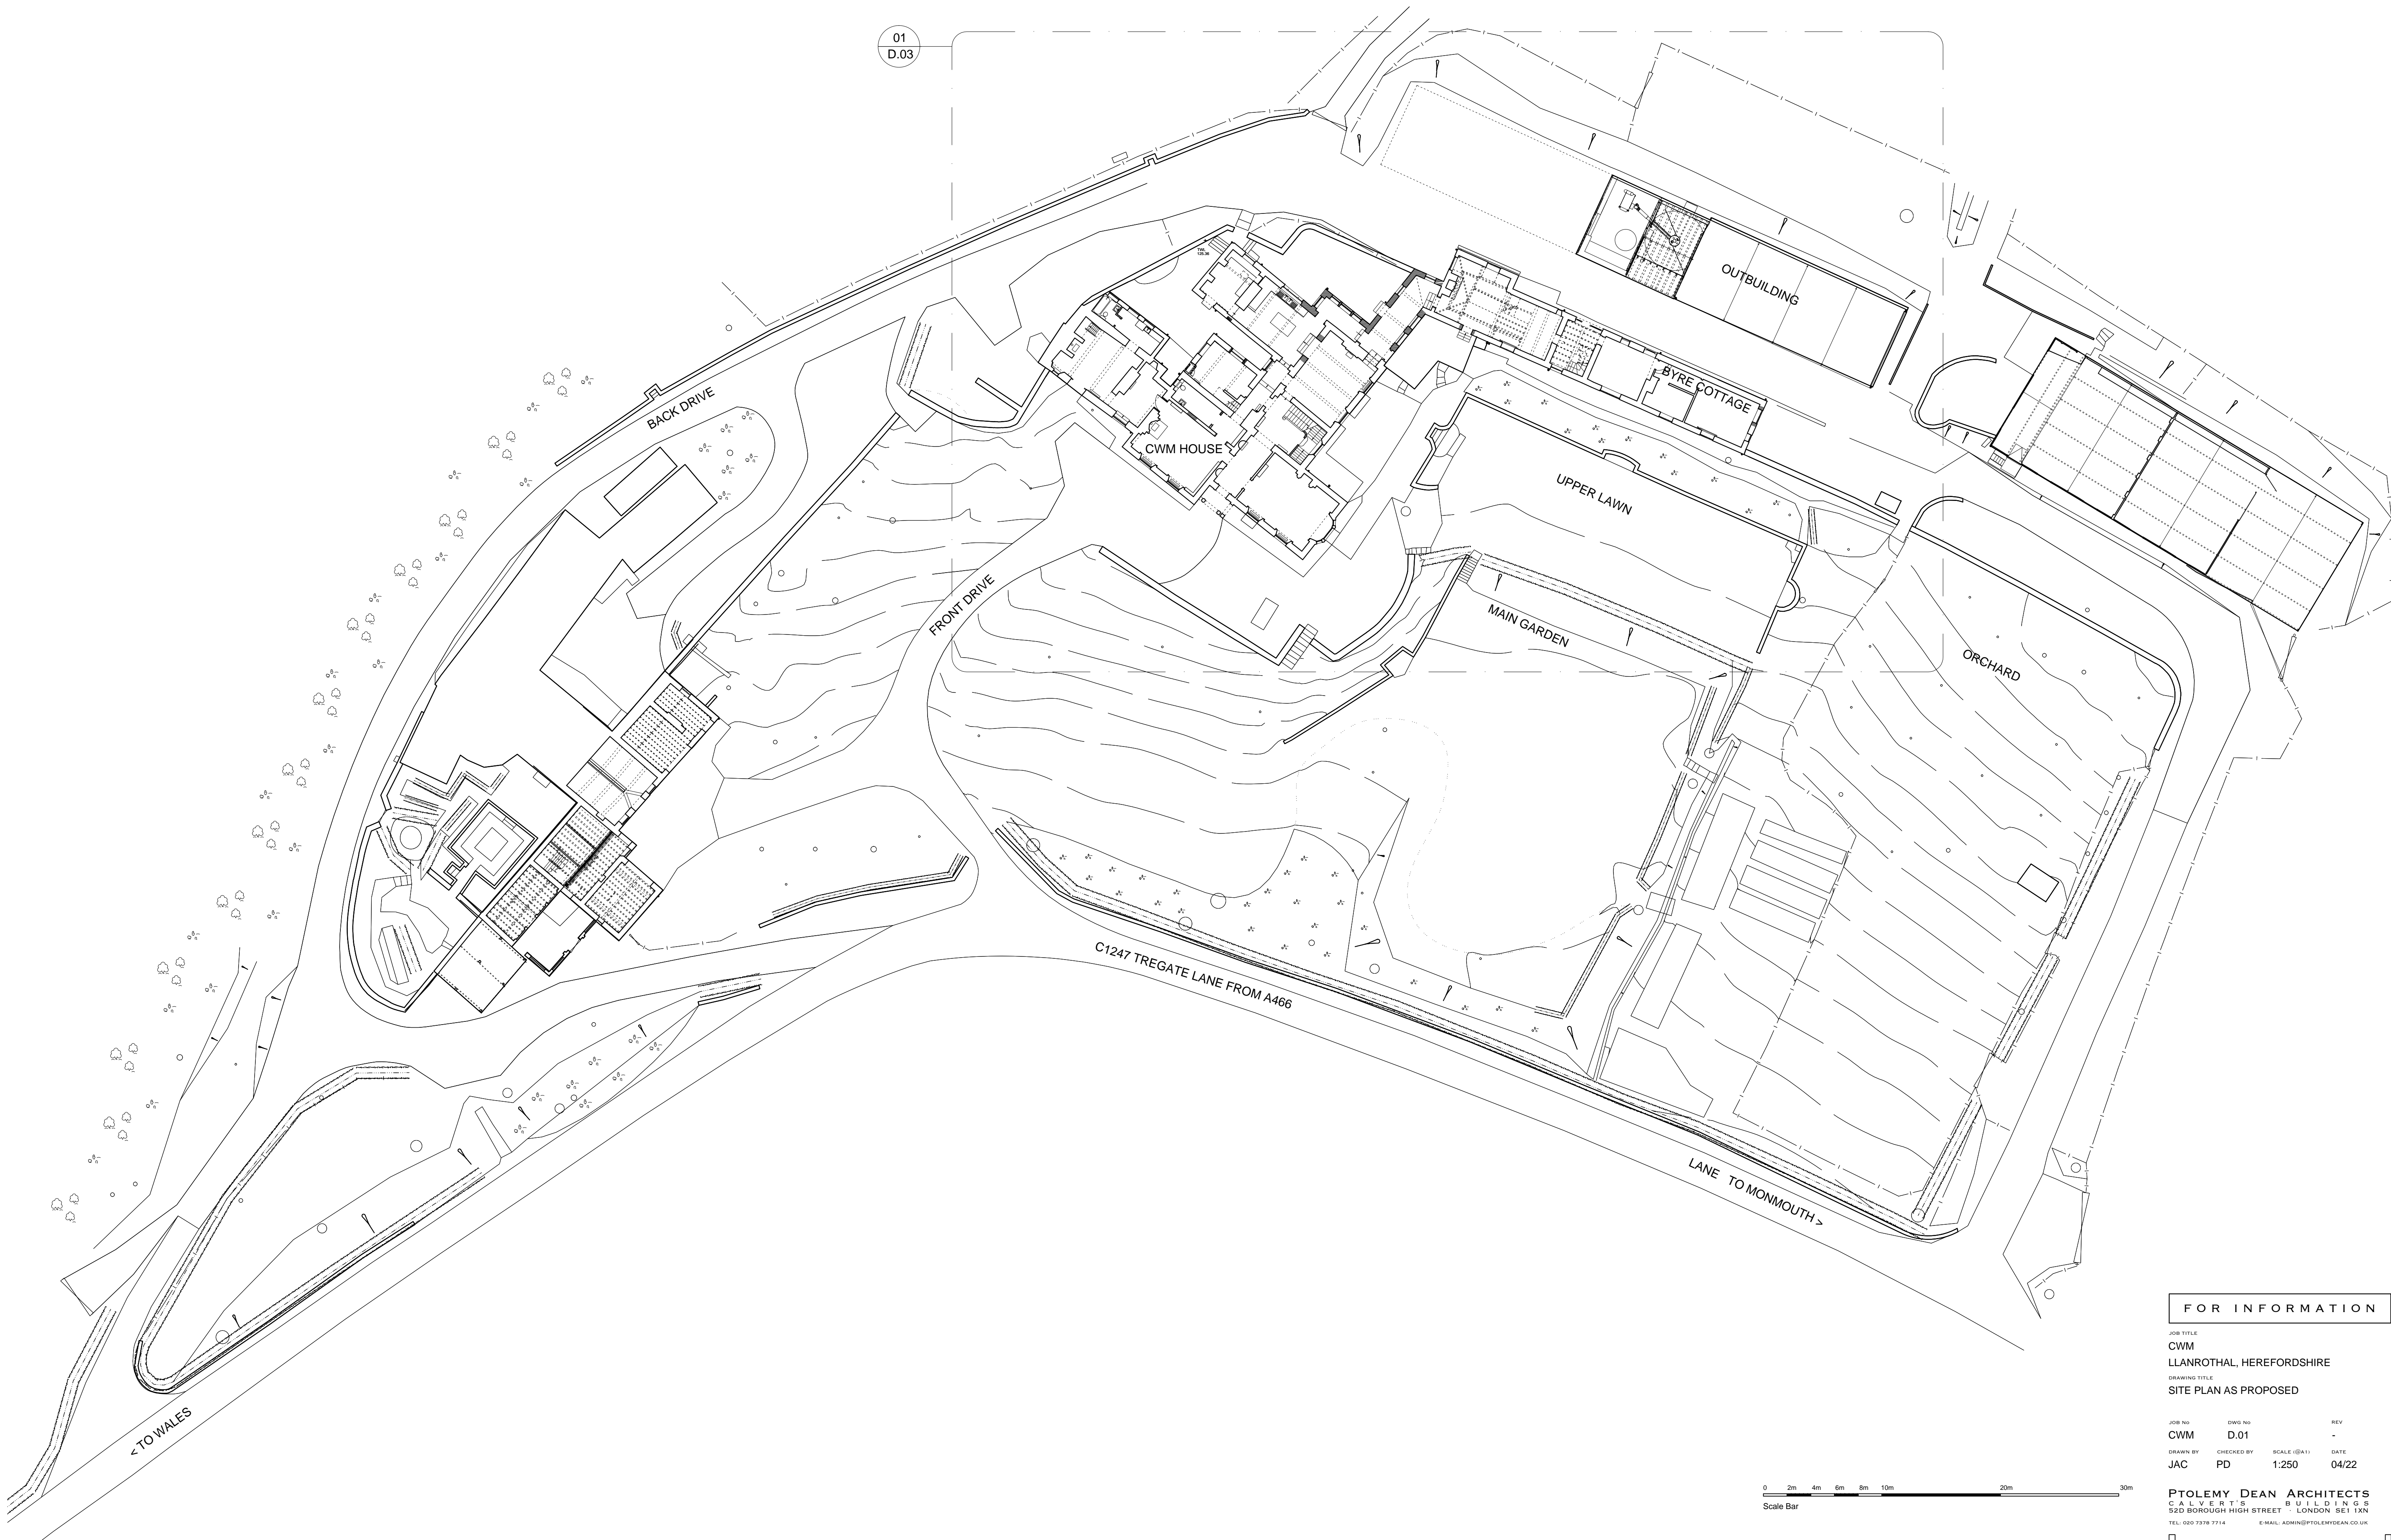 01
D.03
TWL
125.36
OUTBUILDING
BACK DRIVE
BYRE COTTAGE
CWM HOUSE
UPPER LAWN
FRONT DRIVE
MAIN GARDEN
ORCHARD
C1247 TREGATE LANE FROM A466
LANE TO MONMOUTH >
< TO WALES
0 2m 4m 6m 8m 10m 20m 30m
Scale Bar
FOR INFORMATION
JOB TITLE
CWM
LLANROTHAL, HEREFORDSHIRE
DRAWING TITLE
SITE PLAN AS PROPOSED
JOB No DWG No REV
CWM D.01 -
DRAWN BY CHECKED BY SCALE (@A1) DATE
JAC PD 1:250 04/22
PTOLEMY DEAN ARCHITECTS
CALVERT'S BUILDINGS
52D BOROUGH HIGH STREET · LONDON SE1 1XN
TEL: 020 7378 7714 E-MAIL: ADMIN@PTOLEMYDEAN.CO.UK